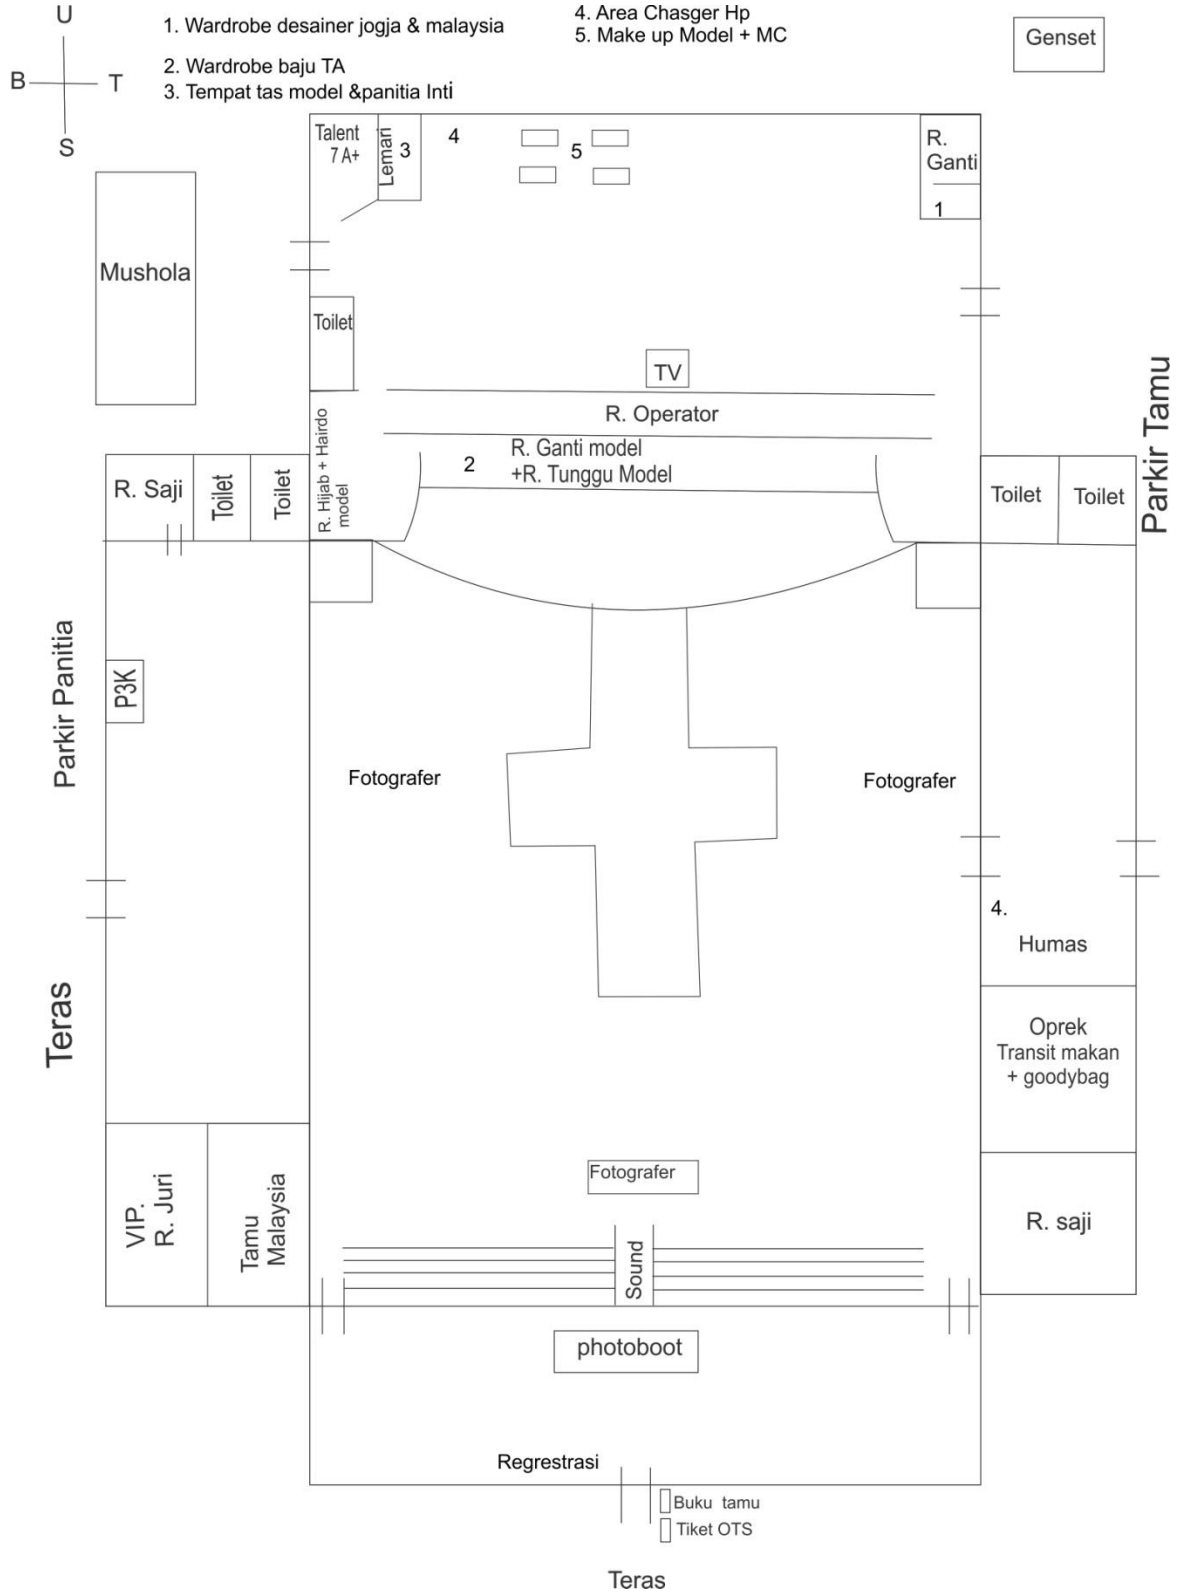 U
B
T
S
1. Wardrobe desainer jogja & malaysia
2. Wardrobe baju TA
3. Tempat tas model &panitia Inti
4. Area Chasger Hp
5. Make up Model + MC
Genset
Talent
7 A+
Lemari
3
4
5
R.
Ganti
1
Mushola
Toilet
TV
R. Operator
R. Hijab + Hairdo
model
2
R. Ganti model
+R. Tunggu Model
R. Saji
Toilet
Toilet
Toilet
Toilet
Parkir Tamu
Parkir Panitia
P3K
Fotografer
Fotografer
4.
Humas
Teras
Oprek
Transit makan
+ goodybag
VIP.
R. Juri
Tamu
Malaysia
Fotografer
R. saji
Sound
photoboot
Regrestrasi
Buku tamu
Tiket OTS
Teras